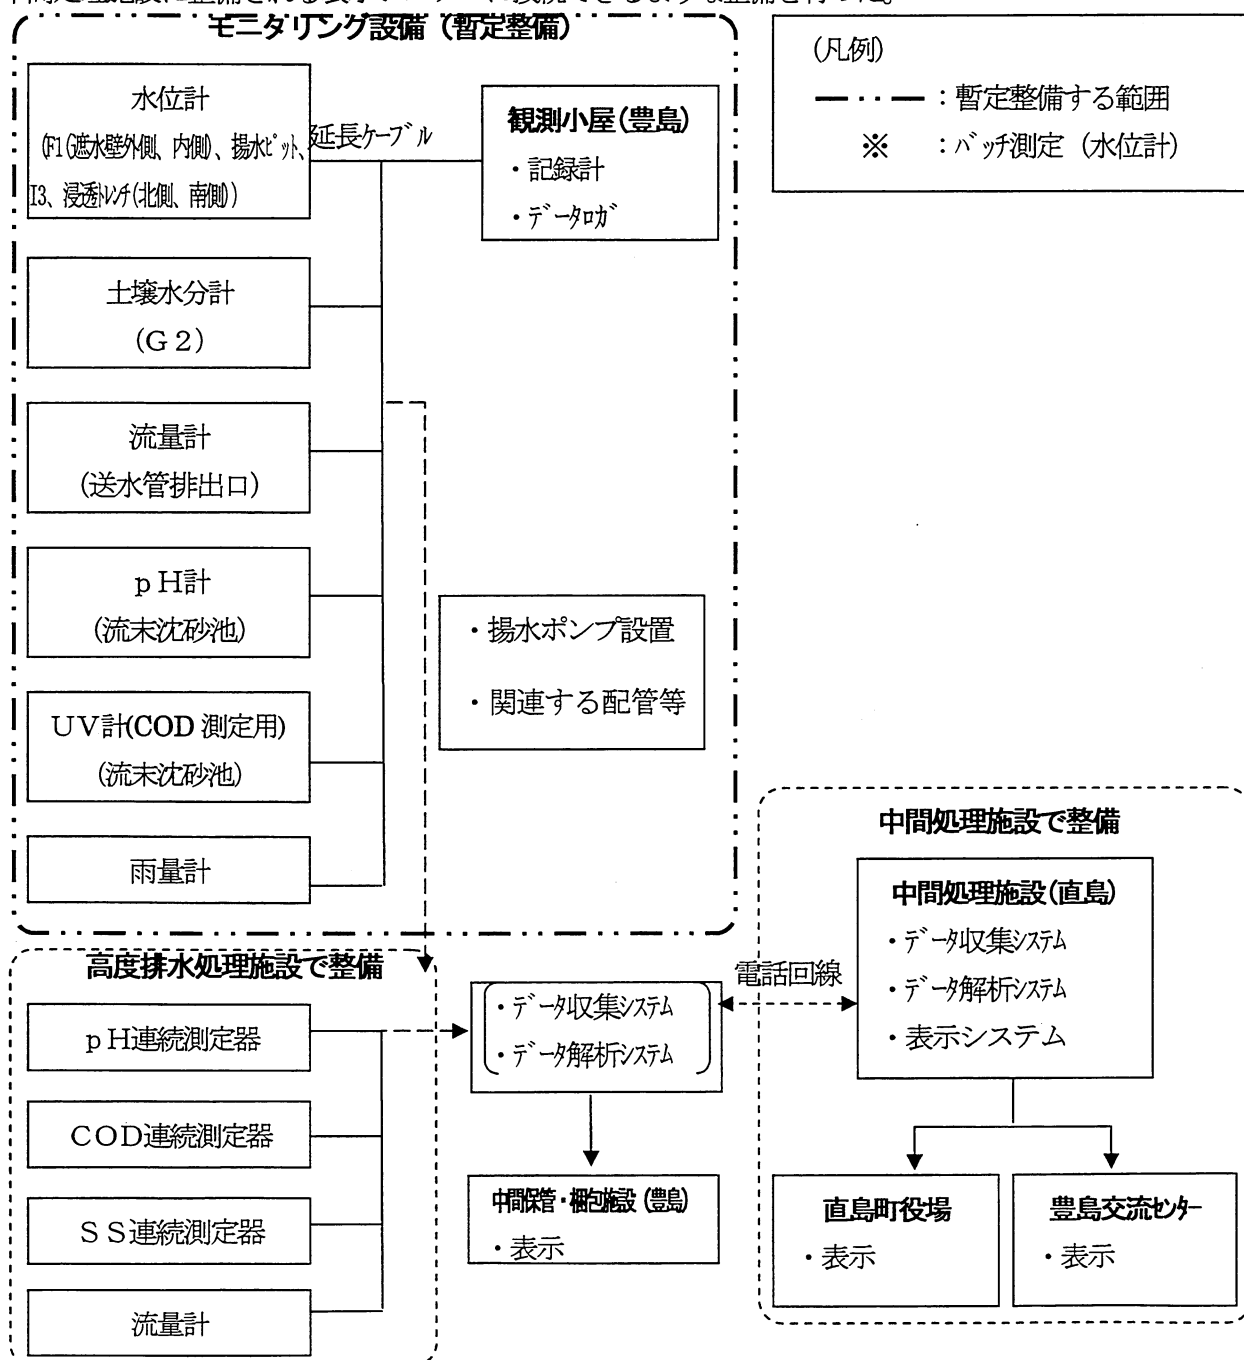 モニタリング設備（暫定整備）
水位計
(F1(遮水壁外側、内側)、揚水ピット、
I3、浸透トレンチ(北側、南側))
延長ケーブル
観測小屋(豊島)
・記録計
・データロガ
(凡例)
：暫定整備する範囲
※ ：バッチ測定（水位計）
土壌水分計
(G2)
流量計
(送水管排出口)
pH計
(流末沈砂池)
UV計(COD 測定用)
(流末沈砂池)
雨量計
・揚水ポンプ設置
・関連する配管等
高度排水処理施設で整備
pH連続測定器
COD連続測定器
SS連続測定器
流量計
・データ収集システム
・データ解析システム
中間保管・梱包施設(豊島)
・表示
電話回線
中間処理施設で整備
中間処理施設(直島)
・データ収集システム
・データ解析システム
・表示システム
直島町役場
・表示
豊島交流センター
・表示